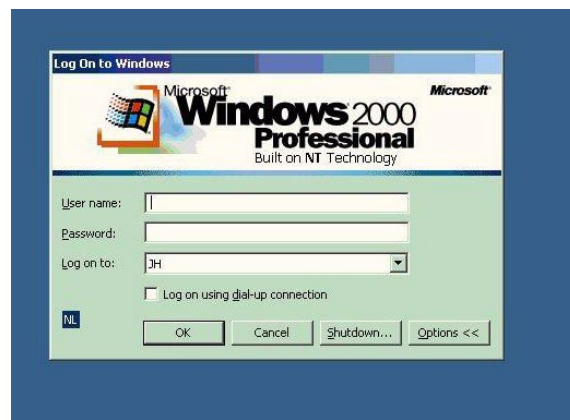 Log On to Windows
Microsoft
Microsoft
Windows 2000
Professional
Built on NT Technology
User name:
Password:
Log on to: JH
Log on using dial-up connection
NL
OK Cancel Shutdown... Options <<